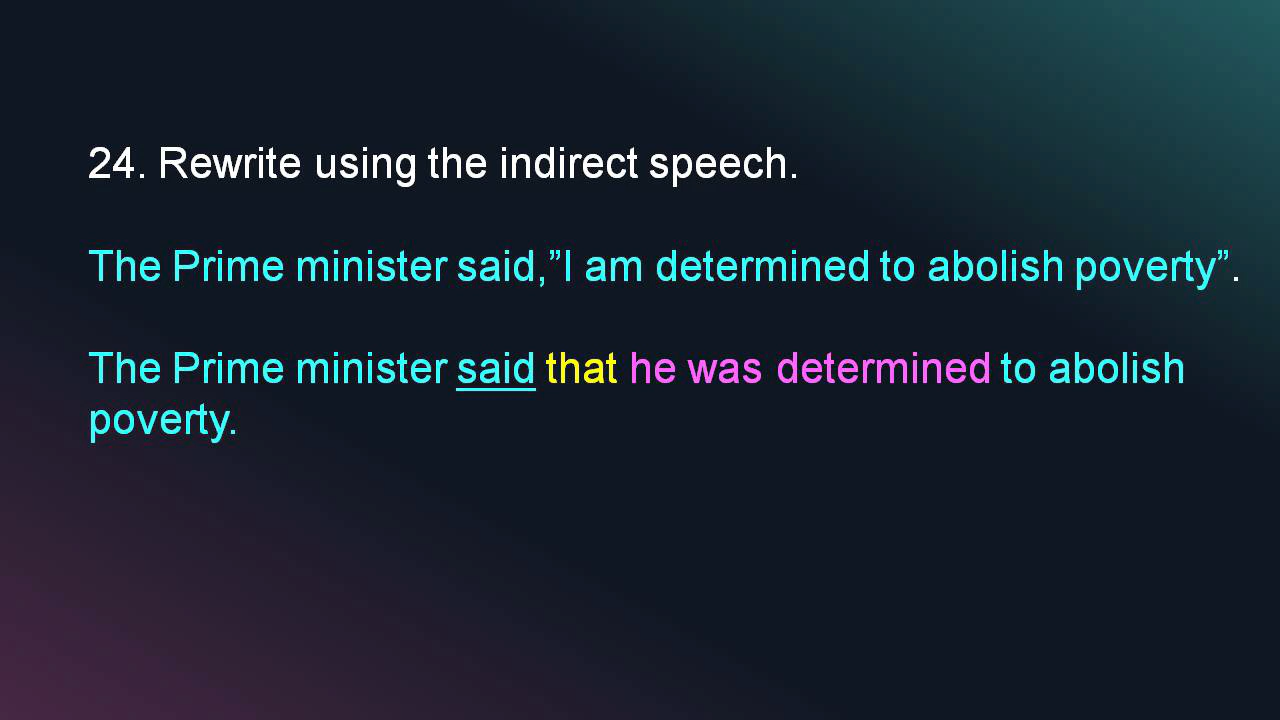 24. Rewrite using the indirect speech.
The Prime minister said,”I am determined to abolish poverty”.
The Prime minister said that he was determined to abolish
poverty.